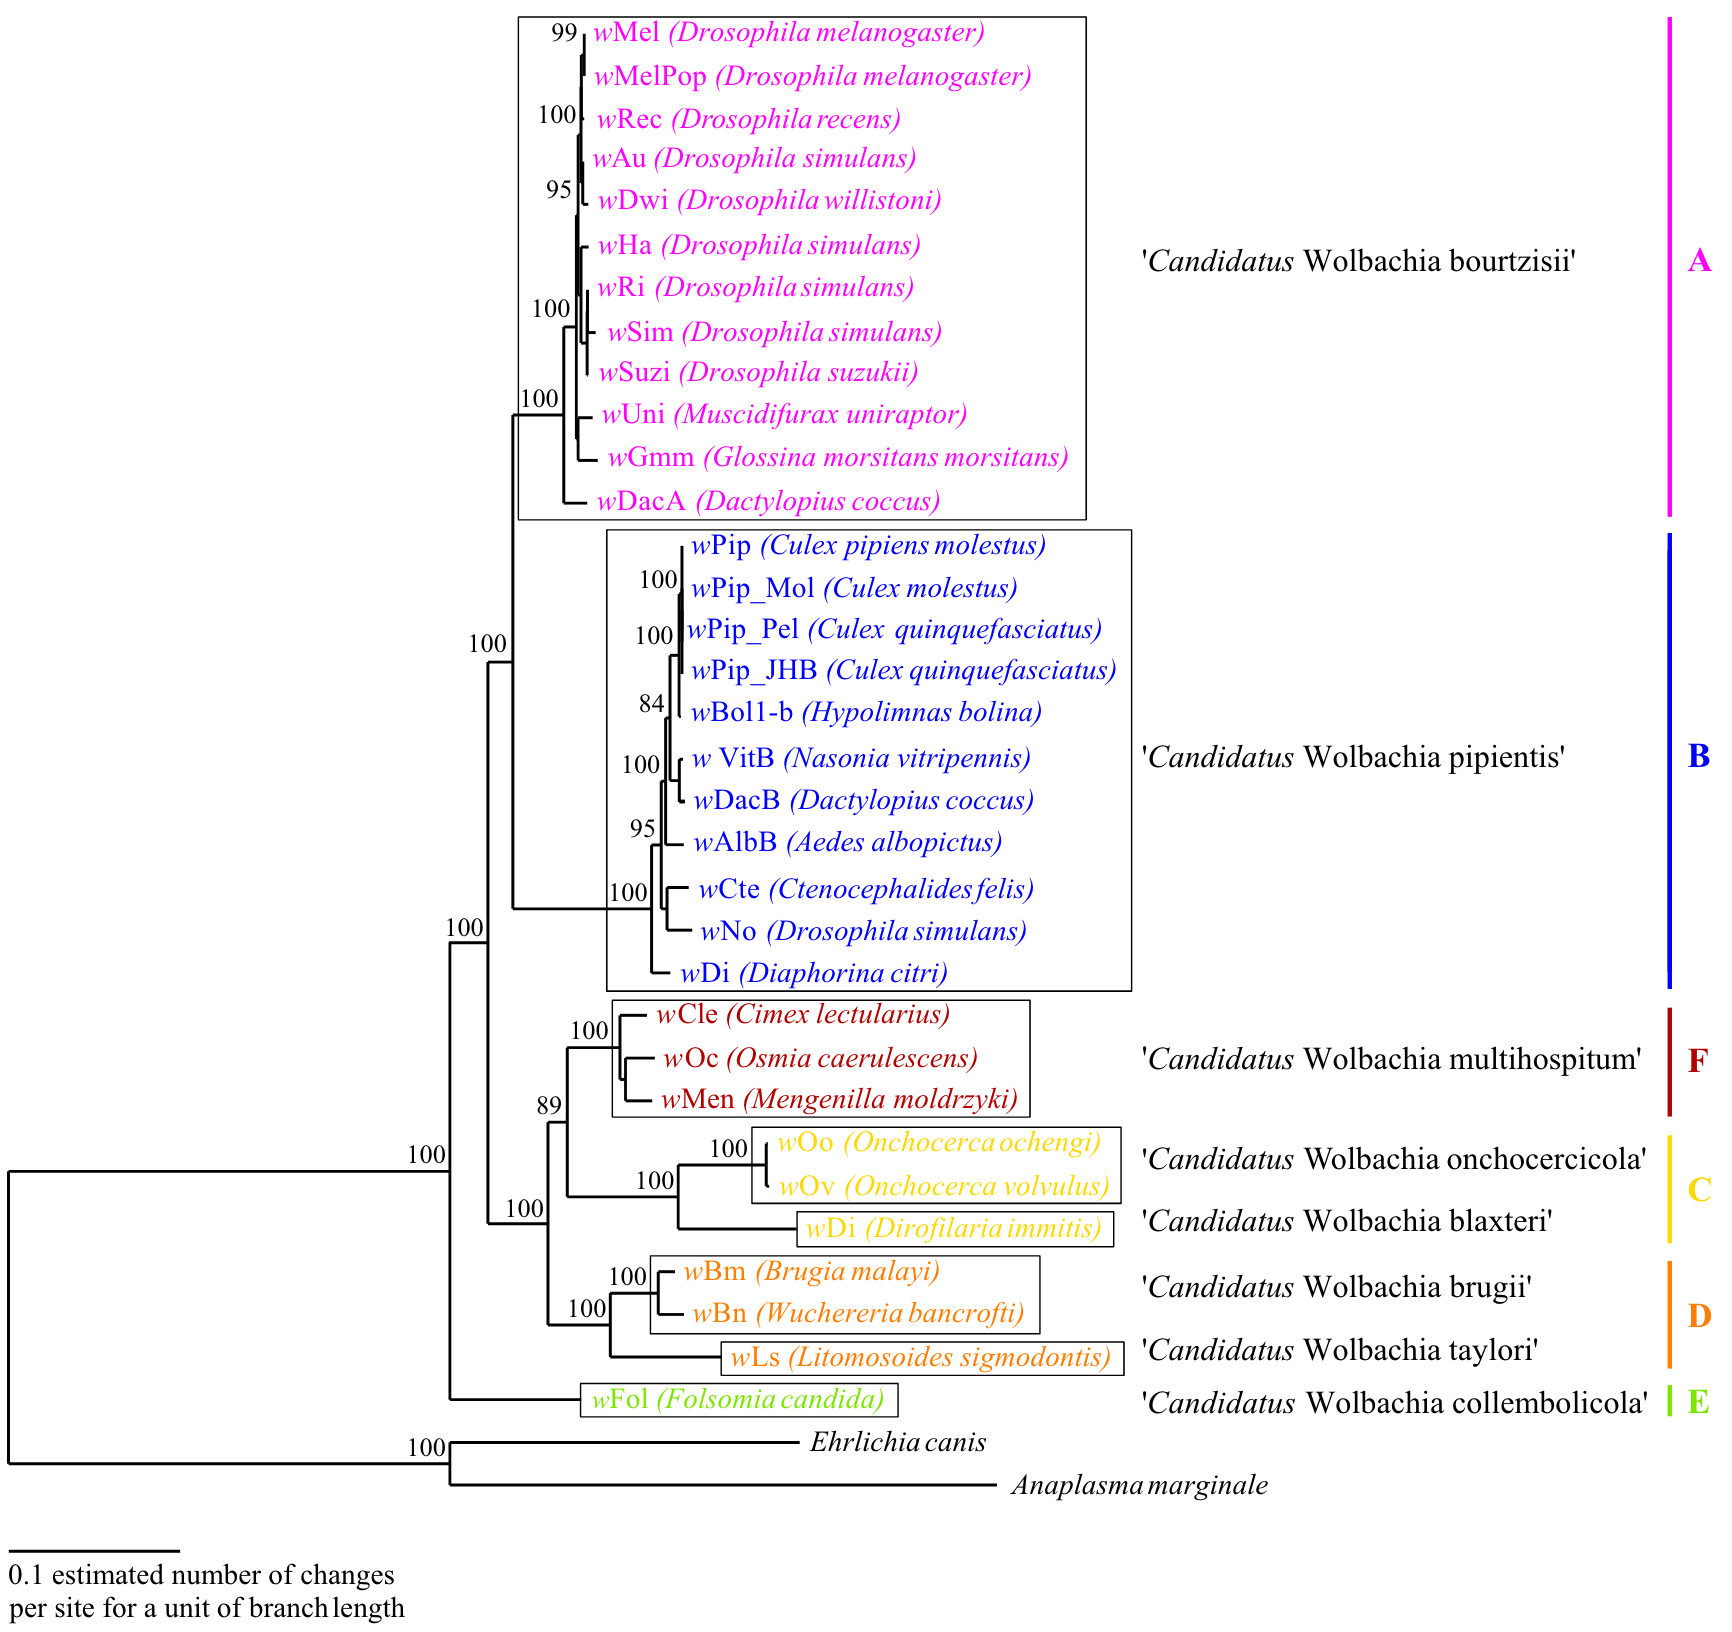 99
wMel (Drosophila melanogaster)
wMelPop (Drosophila melanogaster)
100
wRec (Drosophila recens)
wAu (Drosophila simulans)
95
wDwi (Drosophila willistoni)
wHa (Drosophila simulans)
'Candidatus Wolbachia bourtzisii'
A
wRi (Drosophila simulans)
100
wSim (Drosophila simulans)
wSuzi (Drosophila suzukii)
100
wUni (Muscidifurax uniraptor)
wGmm (Glossina morsitans morsitans)
wDacA (Dactylopius coccus)
wPip (Culex pipiens molestus)
100
wPip_Mol (Culex molestus)
100
wPip_Pel (Culex quinquefasciatus)
100
wPip_JHB (Culex quinquefasciatus)
84
wBol1-b (Hypolimnas bolina)
100
w VitB (Nasonia vitripennis)
'Candidatus Wolbachia pipientis'
B
wDacB (Dactylopius coccus)
95
wAlbB (Aedes albopictus)
100
wCte (Ctenocephalides felis)
100
wNo (Drosophila simulans)
wDi (Diaphorina citri)
wCle (Cimex lectularius)
100
wOc (Osmia caerulescens)
'Candidatus Wolbachia multihospitum'
F
wMen (Mengenilla moldrzyki)
89
wOo (Onchocerca ochengi)
100
100
'Candidatus Wolbachia onchocercicola'
100
wOv (Onchocerca volvulus)
C
100
wDi (Dirofilaria immitis)
'Candidatus Wolbachia blaxteri'
wBm (Brugia malayi)
100
'Candidatus Wolbachia brugii'
100
wBn (Wuchereria bancrofti)
D
wLs (Litomosoides sigmodontis)
'Candidatus Wolbachia taylori'
wFol (Folsomia candida)
'Candidatus Wolbachia collembolicola'
E
100
Ehrlichia canis
Anaplasma marginale
0.1 estimated number of changes
per site for a unit of branch length